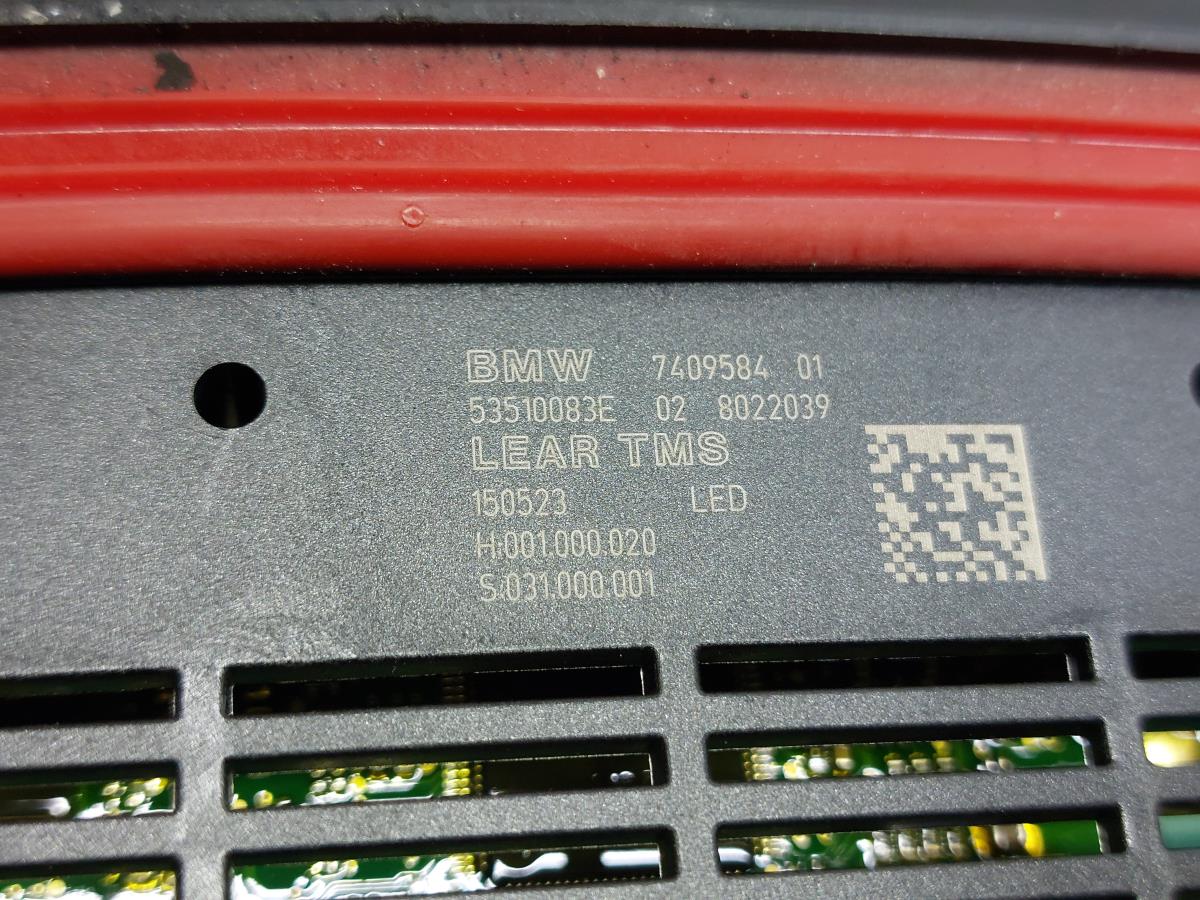 BMW 7409584 01
53510083E 02 8022039
LEAR TMS
150523 LED
H:001.000.020
S:031.000.001